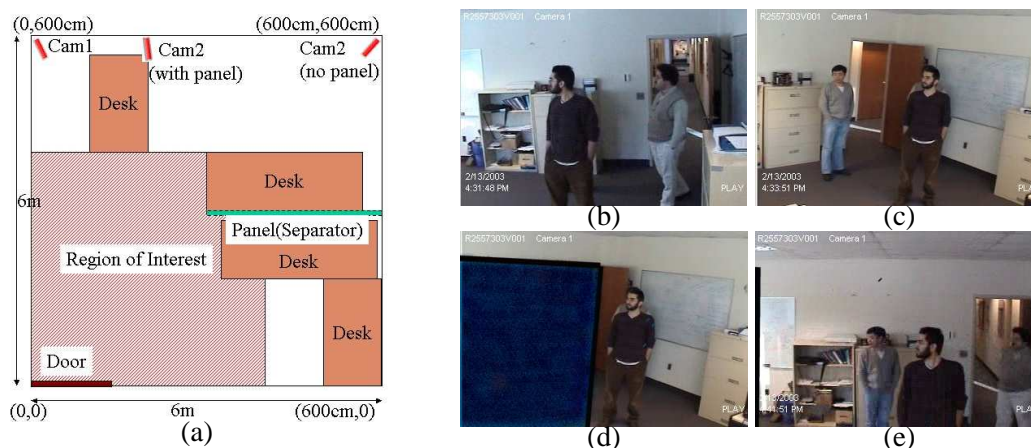 (0,600cm)
(600cm,600cm)
Cam1
Cam2
(with panel)
Cam2
(no panel)
Desk
Desk
6m
Panel(Separator)
Region of Interest
Desk
Desk
Door
(0,0)
6m
(600cm,0)
(a)
R2557303V001 Camera 1
2/13/2003
4:31:48 PM
PLAY
(b)
R2557303V001 Camera 1
2/13/2003
4:33:51 PM
PLAY
(c)
R2557303V001 Camera 1
PLAY
(d)
R2557303V001 Camera 1
PLAY
(e)